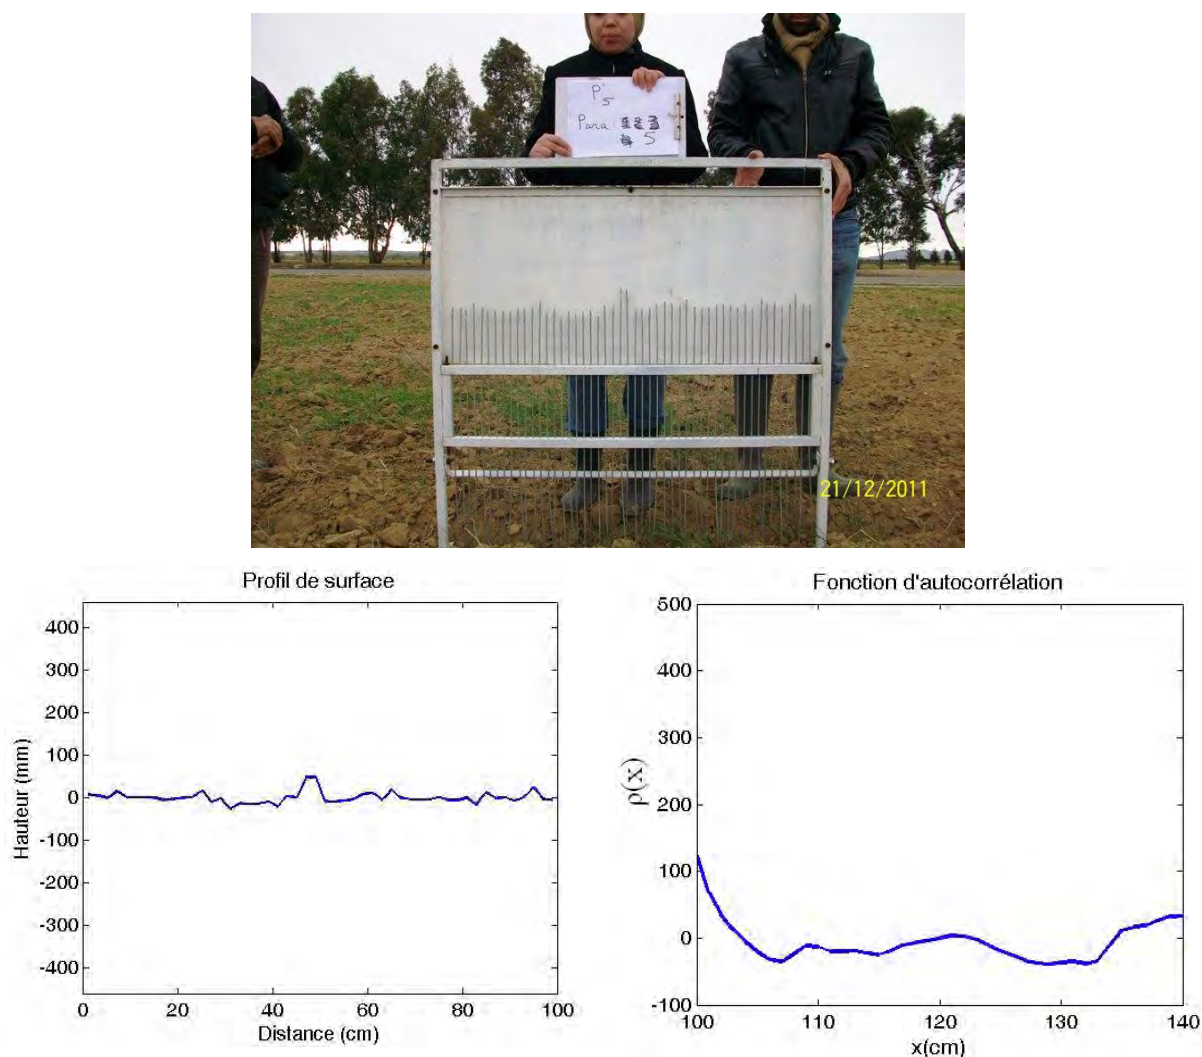 P'5
Para
5
21/12/2011
Profil de surface
400
300
200
100
0
-100
-200
-300
-400
Hauteur (mm)
0 20 40 60 80 100
Distance (cm)
Fonction d'autocorrélation
500
400
300
200
100
0
-100
ρ(x)
100 110 120 130 140
x(cm)